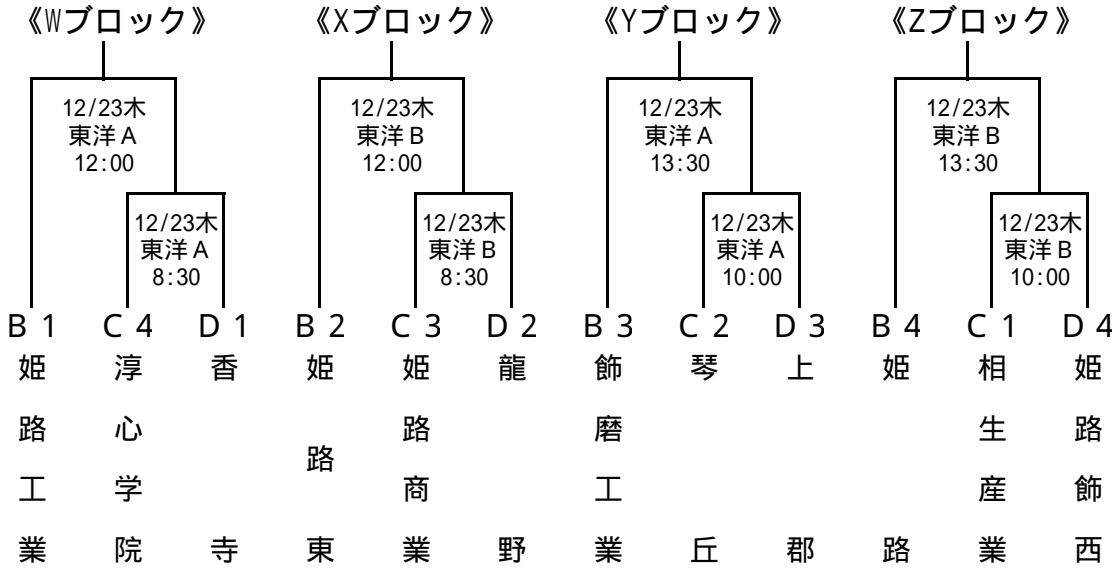 《Wブロック》 《Xブロック》 《Yブロック》 《Zブロック》
12/23木 12/23木 12/23木 12/23木
東洋A 東洋B 東洋A 東洋B
12:00 12:00 13:30 13:30
12/23木 12/23木 12/23木 12/23木
東洋A 東洋B 東洋A 東洋B
8:30 8:30 10:00 10:00
B1 C4 D1 B2 C3 D2 B3 C2 D3 B4 C1 D4
姫路工業
淳心学院
香寺
姫路東
姫路商業
龍野
飾磨工業
琴丘
上郡
姫路
相生産業
姫路飾西